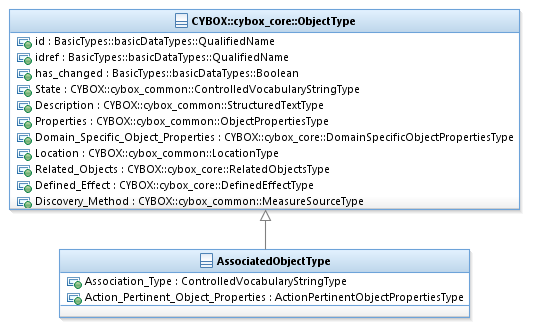 CYBOX::cybox_core::ObjectType
id : BasicTypes::basicDataTypes::QualifiedName
idref : BasicTypes::basicDataTypes::QualifiedName
has_changed : BasicTypes::basicDataTypes::Boolean
State : CYBOX::cybox_common::ControlledVocabularyStringType
Description : CYBOX::cybox_common::StructuredTextType
Properties : CYBOX::cybox_common::ObjectPropertiesType
Domain_Specific_Object_Properties : CYBOX::cybox_core::DomainSpecificObjectPropertiesType
Location : CYBOX::cybox_common::LocationType
Related_Objects : CYBOX::cybox_core::RelatedObjectsType
Defined_Effect : CYBOX::cybox_core::DefinedEffectType
Discovery_Method : CYBOX::cybox_common::MeasureSourceType
AssociatedObjectType
Association_Type : ControlledVocabularyStringType
Action_Pertinent_Object_Properties : ActionPertinentObjectPropertiesType